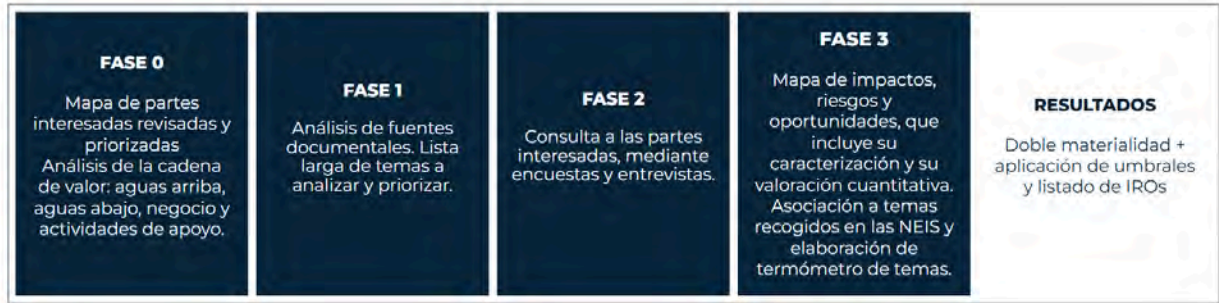 FASE 0
Mapa de partes
interesadas revisadas y
priorizadas
Análisis de la cadena
de valor: aguas arriba,
aguas abajo, negocio y
actividades de apoyo.
FASE 1
Análisis de fuentes
documentales. Lista
larga de temas a
analizar y priorizar.
FASE 2
Consulta a las partes
interesadas, mediante
encuestas y entrevistas.
FASE 3
Mapa de impactos,
riesgos y
oportunidades, que
incluye su
caracterización y su
valoración cuantitativa.
Asociación a temas
recogidos en las NEIS y
elaboración de
termómetro de temas.
RESULTADOS
Doble materialidad +
aplicación de umbrales
y listado de IROs